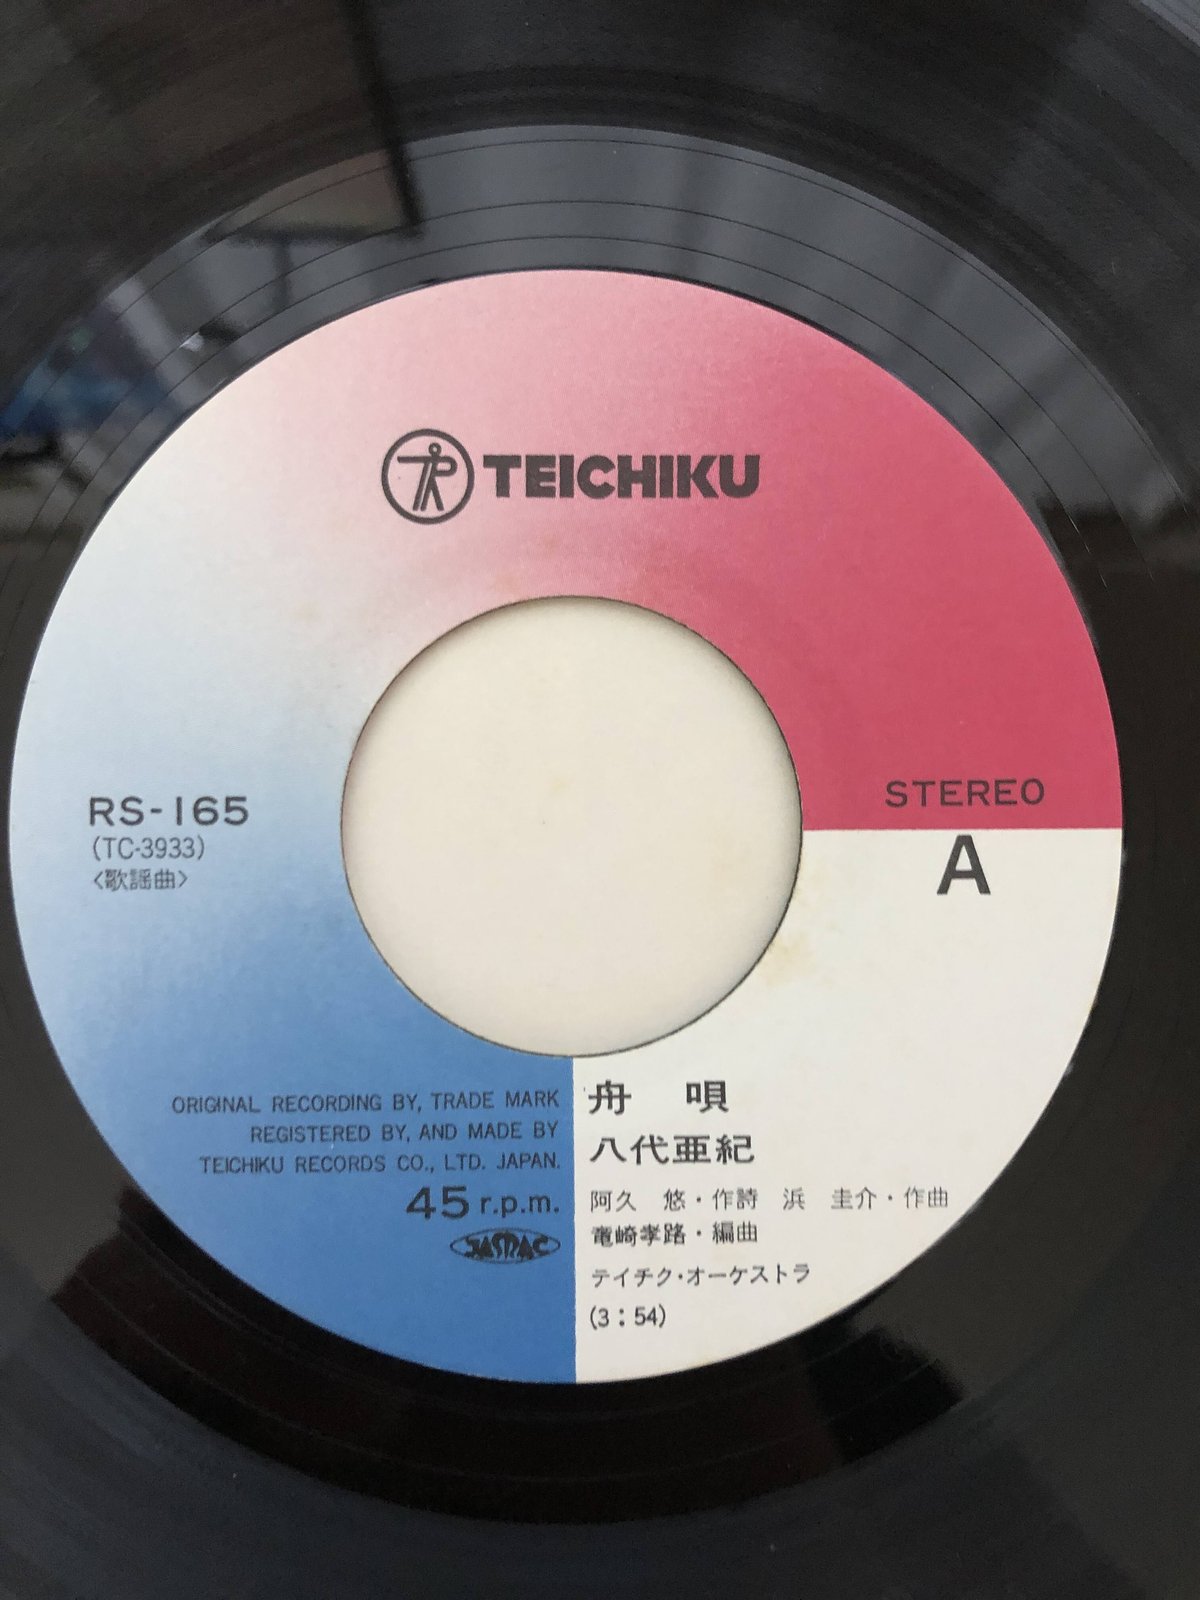 TEICHIKU
STEREO
A
RS-165
(TC-3933)
<歌謡曲>
ORIGINAL RECORDING BY, TRADE MARK
REGISTERED BY, AND MADE BY
TEICHIKU RECORDS CO., LTD. JAPAN.
45 r.p.m.
JASRAC
舟 唄
八代亜紀
阿久 悠・作詩 浜 圭介・作曲
竜崎孝路・編曲
テイチク・オーケストラ
(3:54)